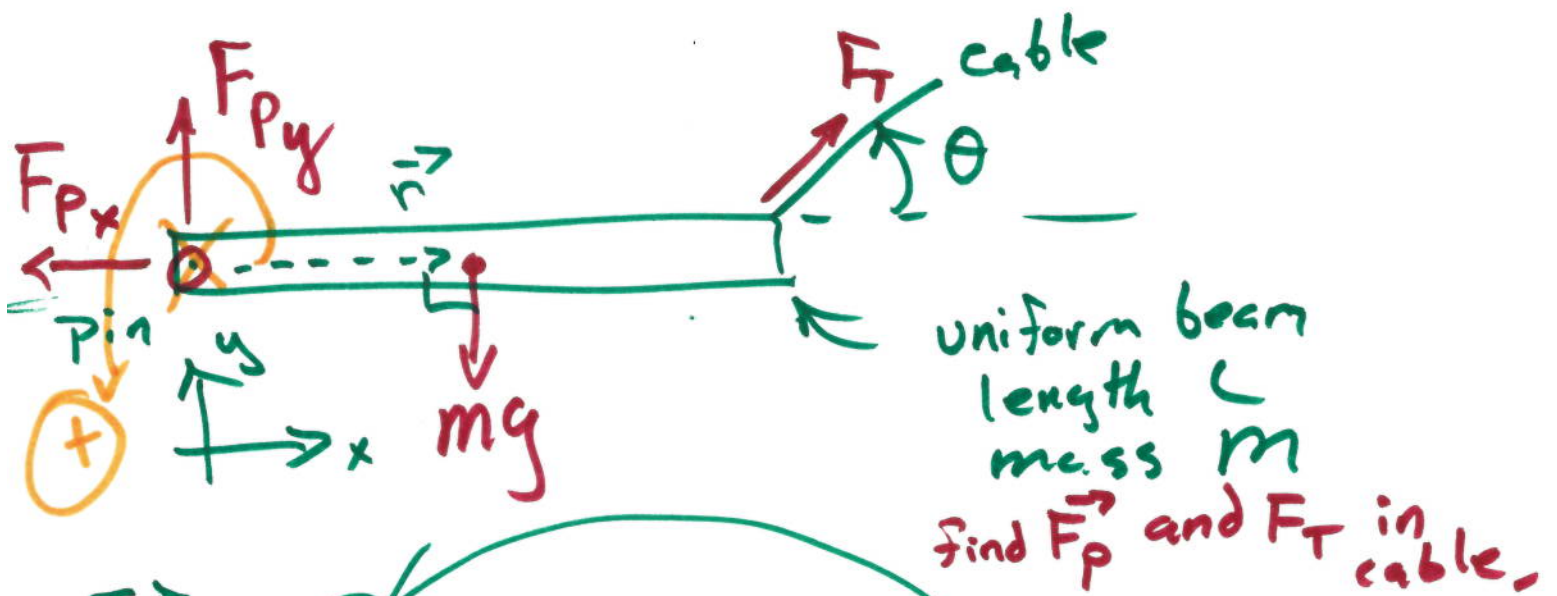 F_T cable
F_py
θ
F_px
r⃗
pin
y
x
+
mg
uniform beam
length L
mass m
find F⃗_p and F_T in
cable.